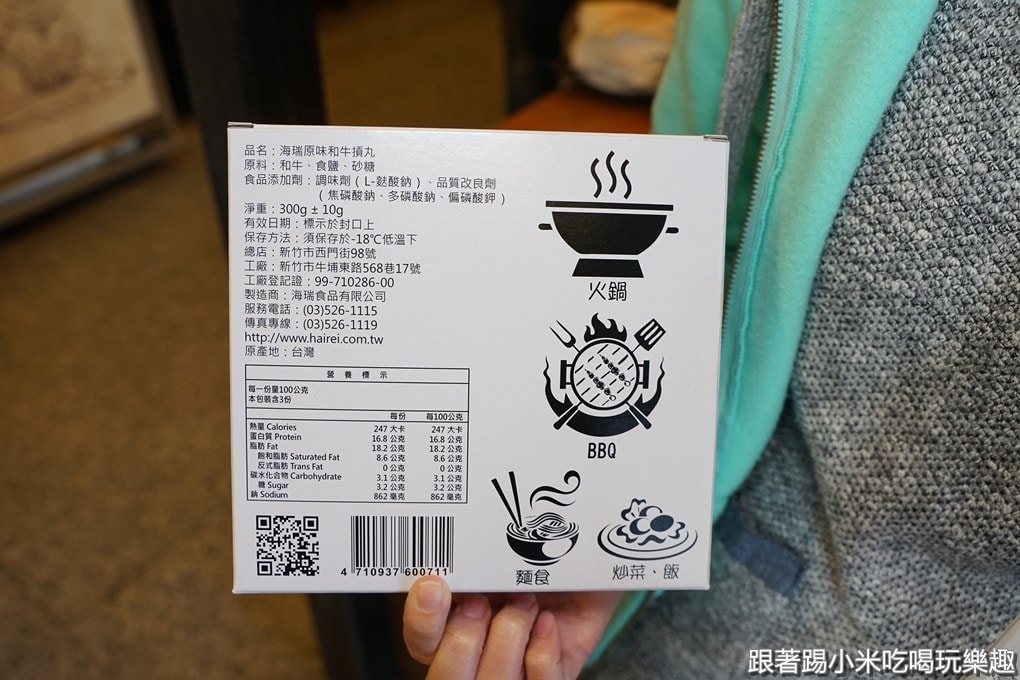 品名：海瑞原味和牛摃丸
原料：和牛、食鹽、砂糖
食品添加劑：調味劑（L-麩酸鈉）、品質改良劑
（焦磷酸鈉、多磷酸鈉、偏磷酸鉀）
淨重：300g ± 10g
有效日期：標示於封口上
保存方法：須保存於-18℃低溫下
總店：新竹市西門街98號
工廠：新竹市牛埔東路568巷17號
工廠登記證：99-710286-00
製造商：海瑞食品有限公司
服務電話：(03)526-1115
傳真專線：(03)526-1119
http://www.hairei.com.tw
原產地：台灣
營養標示
每一份量100公克
本包裝含3份
每份 每100公克
熱量 Calories 247 大卡 247 大卡
蛋白質 Protein 16.8 公克 16.8 公克
脂肪 Fat 18.2 公克 18.2 公克
飽和脂肪 Saturated Fat 8.6 公克 8.6 公克
反式脂肪 Trans Fat 0 公克 0 公克
碳水化合物 Carbohydrate 3.1 公克 3.1 公克
糖 Sugar 3.2 公克 3.2 公克
鈉 Sodium 862 毫克 862 毫克
4 710937 600711
火鍋
BBQ
麵食
炒菜、飯
跟著踢小米吃喝玩樂趣